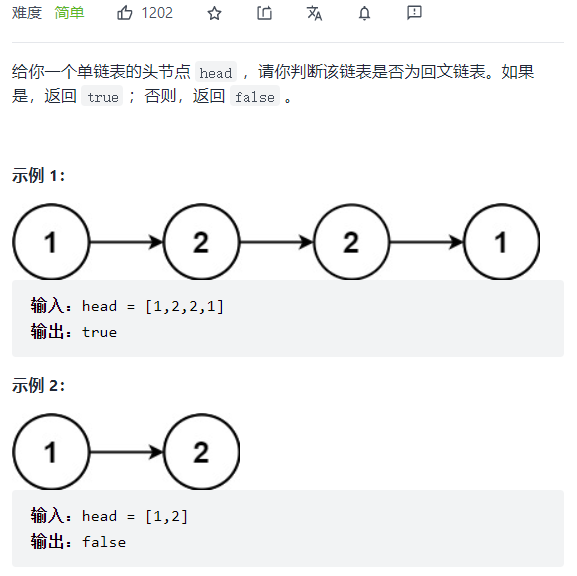 难度 简单 1202
给你一个单链表的头节点 head ，请你判断该链表是否为回文链表。如果
是，返回 true ；否则，返回 false 。
示例 1：
1 2 2 1
输入：head = [1,2,2,1]
输出：true
示例 2：
1 2
输入：head = [1,2]
输出：false